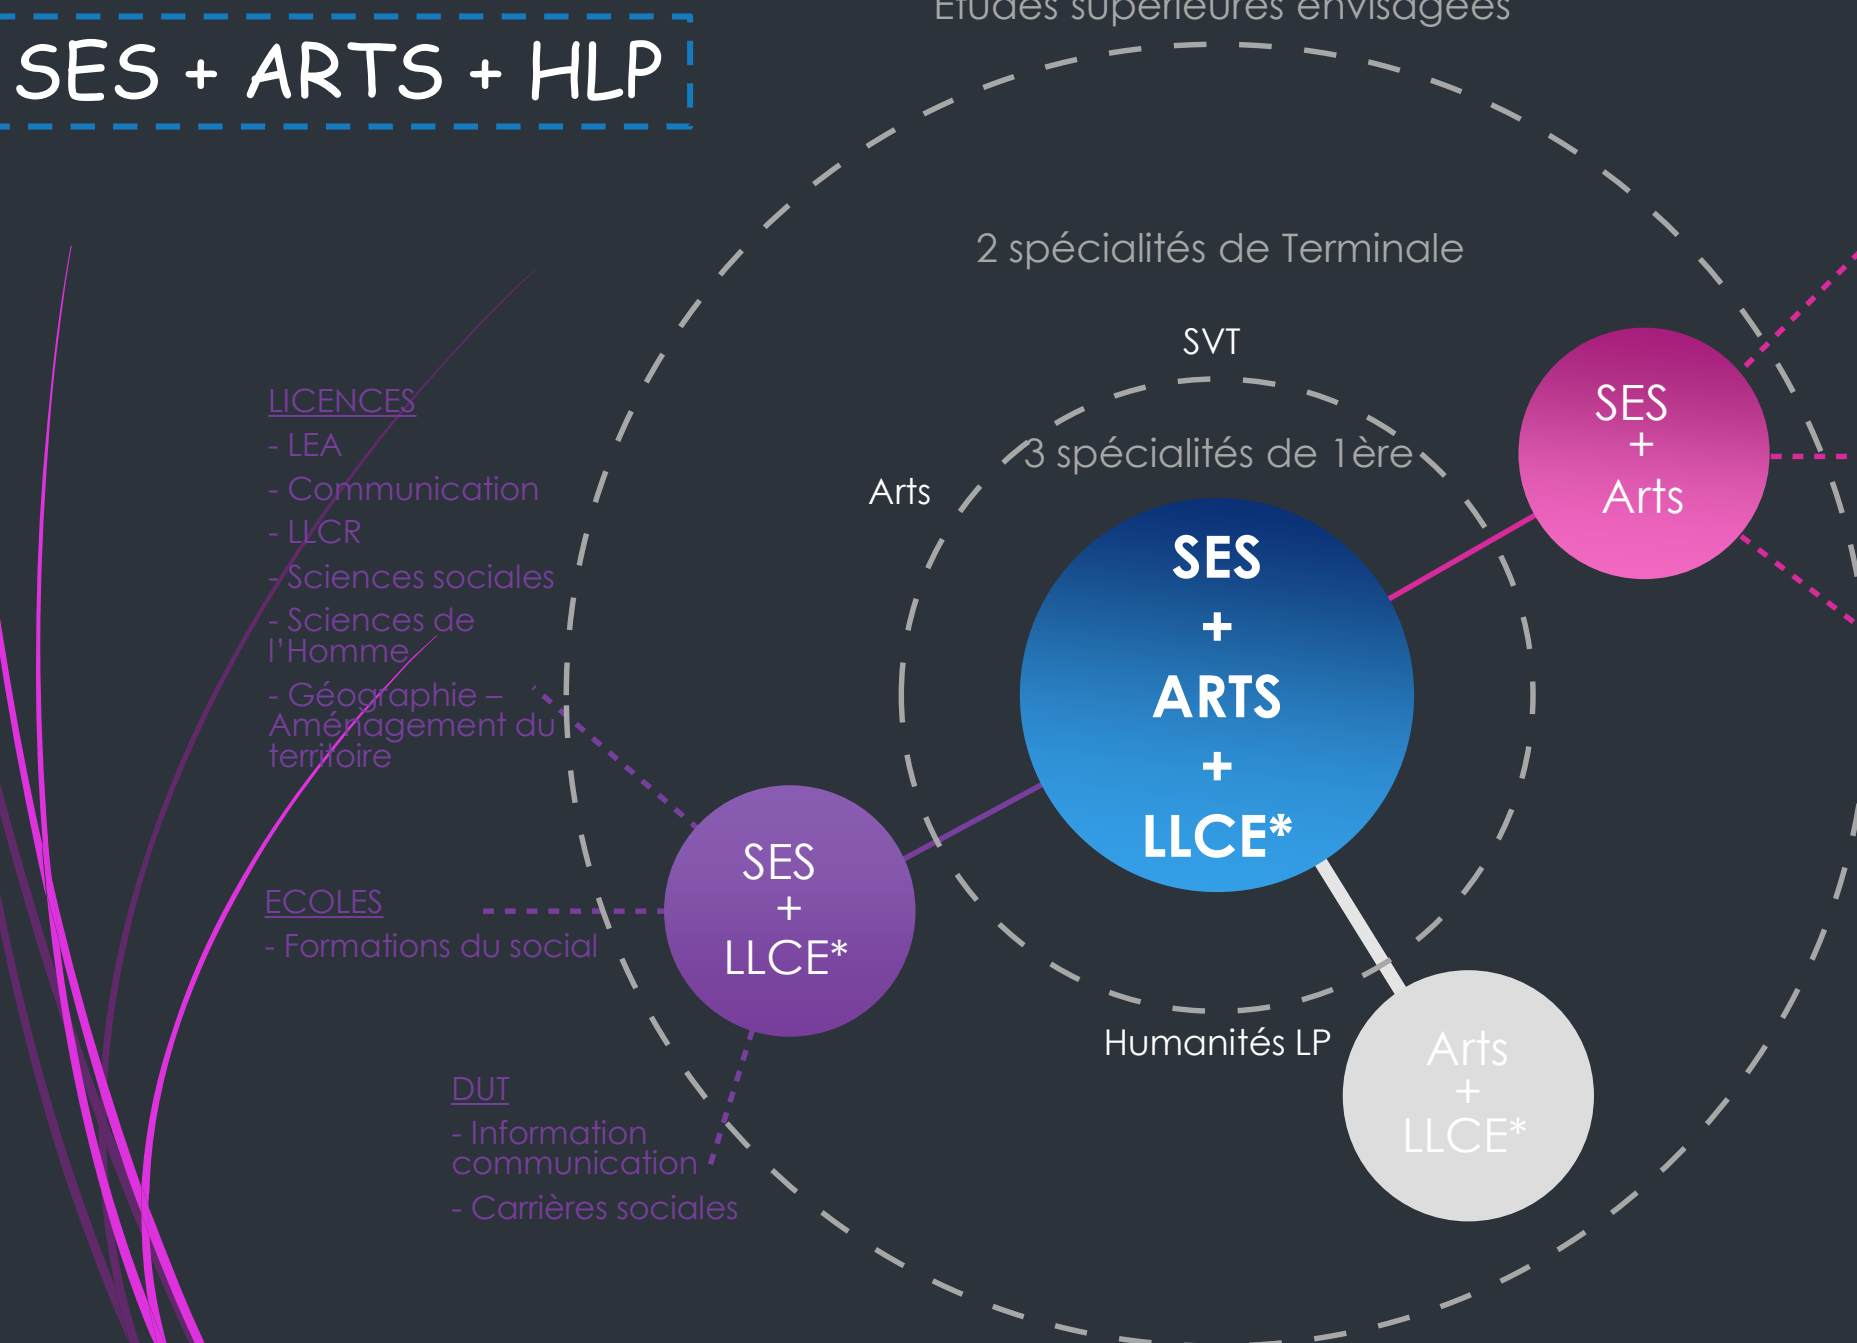 Etudes supérieures envisagées
SES + ARTS + HLP
2 spécialités de Terminale
SVT
3 spécialités de 1ère
Arts
SES
+
Arts
SES
+
ARTS
+
LLCE*
LICENCES
- LEA
- Communication
- LLCR
- Sciences sociales
- Sciences de
l’Homme
- Géographie –
Aménagement du
territoire
SES
+
LLCE*
ECOLES
- Formations du social
Humanités LP
Arts
+
LLCE*
DUT
- Information
communication
- Carrières sociales